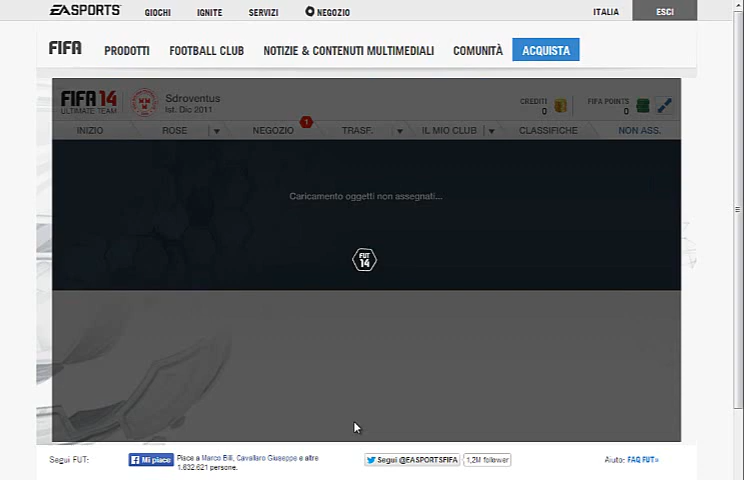 EA SPORTS GIOCHI IGNITE SERVIZI NEGOZIO ITALIA ESCI
FIFA PRODOTTI FOOTBALL CLUB NOTIZIE & CONTENUTI MULTIMEDIALI COMUNITÀ ACQUISTA
FIFA 14 ULTIMATE TEAM
Sdroventus
Ist. Dic 2011
CREDITI 0
FIFA POINTS 0
INIZIO ROSE NEGOZIO 1 TRASF. IL MIO CLUB CLASSIFICHE NON ASS.
Caricamento oggetti non assegnati...
FUT
14
Segui FUT: Mi piace Piace a Marco Billi, Cavallaro Giuseppe e altre
1.632.621 persone.
Segui @EASPORTSFIFA 1,2M follower
Aiuto: FAQ FUT»